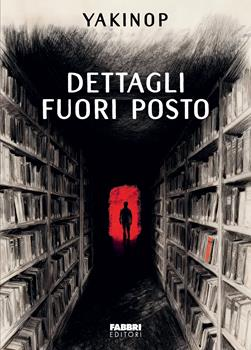 YAKINOP
DETTAGLI
FUORI POSTO
FABBRI
EDITORI